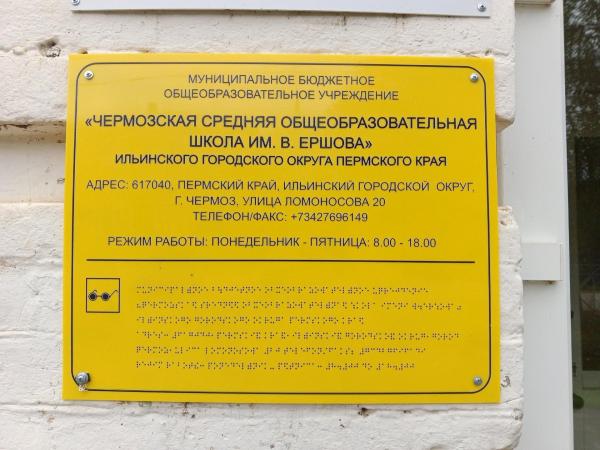 МУНИЦИПАЛЬНОЕ БЮДЖЕТНОЕ
ОБЩЕОБРАЗОВАТЕЛЬНОЕ УЧРЕЖДЕНИЕ
«ЧЕРМОЗСКАЯ СРЕДНЯЯ ОБЩЕОБРАЗОВАТЕЛЬНАЯ
ШКОЛА ИМ. В. ЕРШОВА»
ИЛЬИНСКОГО ГОРОДСКОГО ОКРУГА ПЕРМСКОГО КРАЯ
АДРЕС: 617040, ПЕРМСКИЙ КРАЙ, ИЛЬИНСКИЙ ГОРОДСКОЙ ОКРУГ,
Г. ЧЕРМОЗ, УЛИЦА ЛОМОНОСОВА 20
ТЕЛЕФОН/ФАКС: +73427696149
РЕЖИМ РАБОТЫ: ПОНЕДЕЛЬНИК - ПЯТНИЦА: 8.00 - 18.00